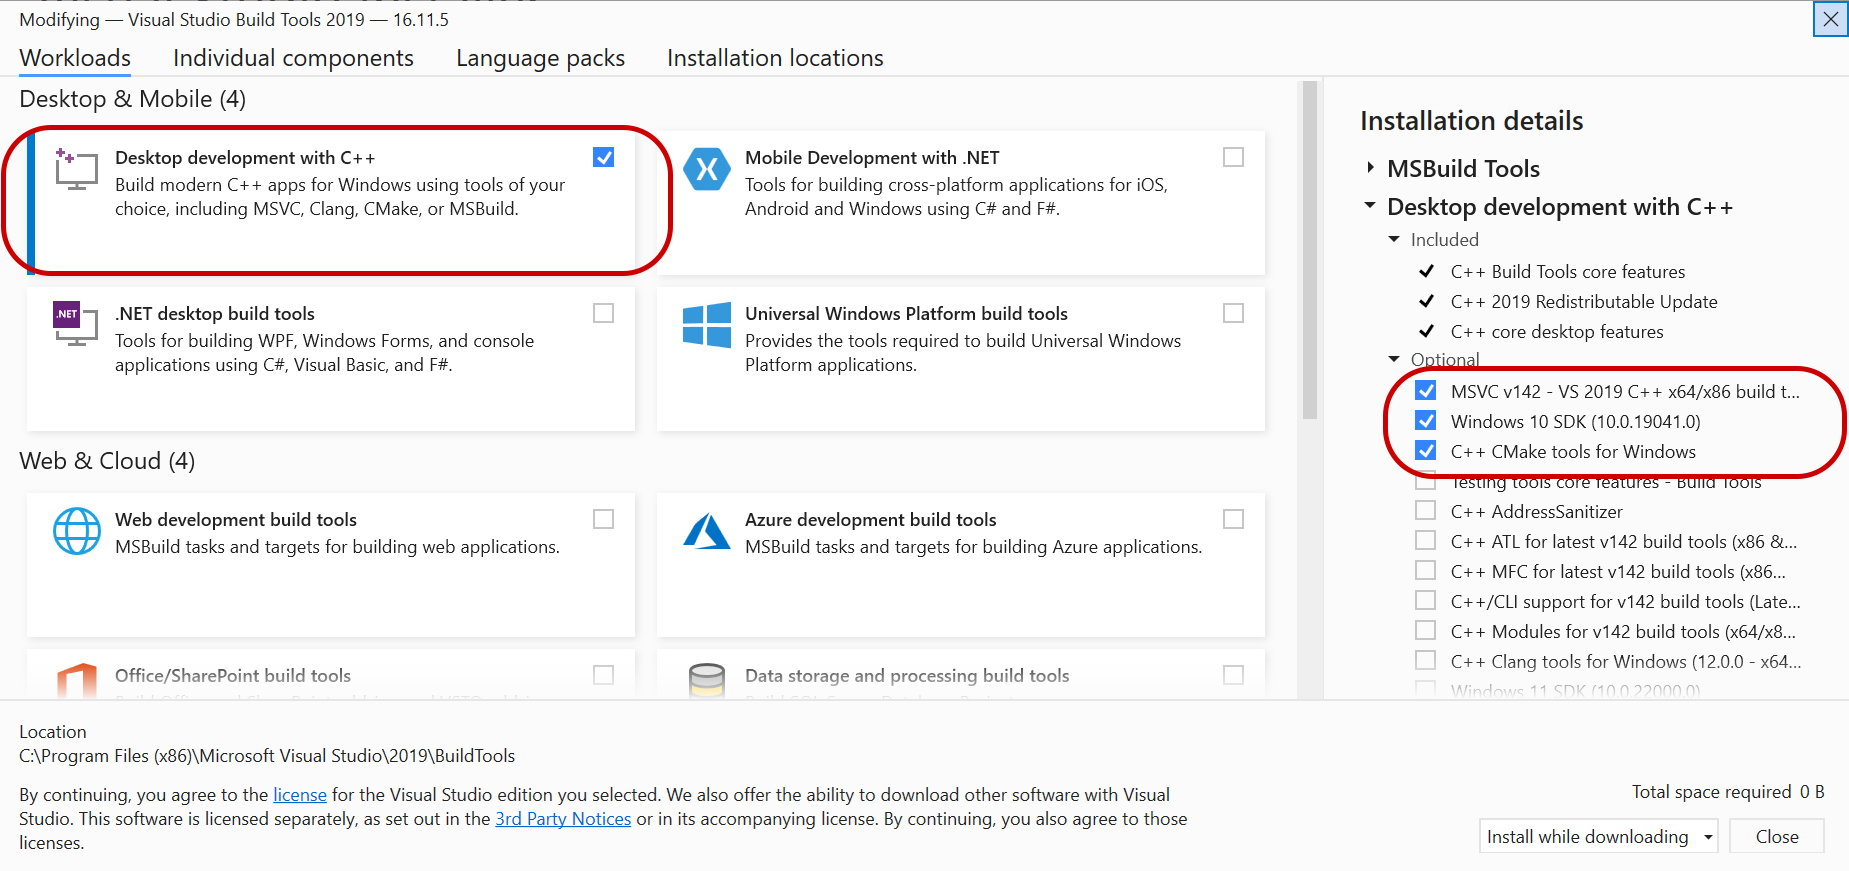 Modifying — Visual Studio Build Tools 2019 — 16.11.5
Workloads
Individual components
Language packs
Installation locations
Desktop & Mobile (4)
Desktop development with C++
Build modern C++ apps for Windows using tools of your
choice, including MSVC, Clang, CMake, or MSBuild.
Mobile Development with .NET
Tools for building cross-platform applications for iOS,
Android and Windows using C# and F#.
.NET
.NET desktop build tools
Tools for building WPF, Windows Forms, and console
applications using C#, Visual Basic, and F#.
Universal Windows Platform build tools
Provides the tools required to build Universal Windows
Platform applications.
Web & Cloud (4)
Web development build tools
MSBuild tasks and targets for building web applications.
Azure development build tools
MSBuild tasks and targets for building Azure applications.
Office/SharePoint build tools
Data storage and processing build tools
Installation details
MSBuild Tools
Desktop development with C++
Included
C++ Build Tools core features
C++ 2019 Redistributable Update
C++ core desktop features
Optional
MSVC v142 - VS 2019 C++ x64/x86 build t...
Windows 10 SDK (10.0.19041.0)
C++ CMake tools for Windows
Testing tools core features - Build Tools
C++ AddressSanitizer
C++ ATL for latest v142 build tools (x86 &...
C++ MFC for latest v142 build tools (x86...
C++/CLI support for v142 build tools (Late...
C++ Modules for v142 build tools (x64/x8...
C++ Clang tools for Windows (12.0.0 - x64...
Windows 11 SDK (10.0.22000.0)
Location
C:\Program Files (x86)\Microsoft Visual Studio\2019\BuildTools
By continuing, you agree to the license for the Visual Studio edition you selected. We also offer the ability to download other software with Visual
Studio. This software is licensed separately, as set out in the 3rd Party Notices or in its accompanying license. By continuing, you also agree to those
licenses.
Total space required 0 B
Install while downloading
Close